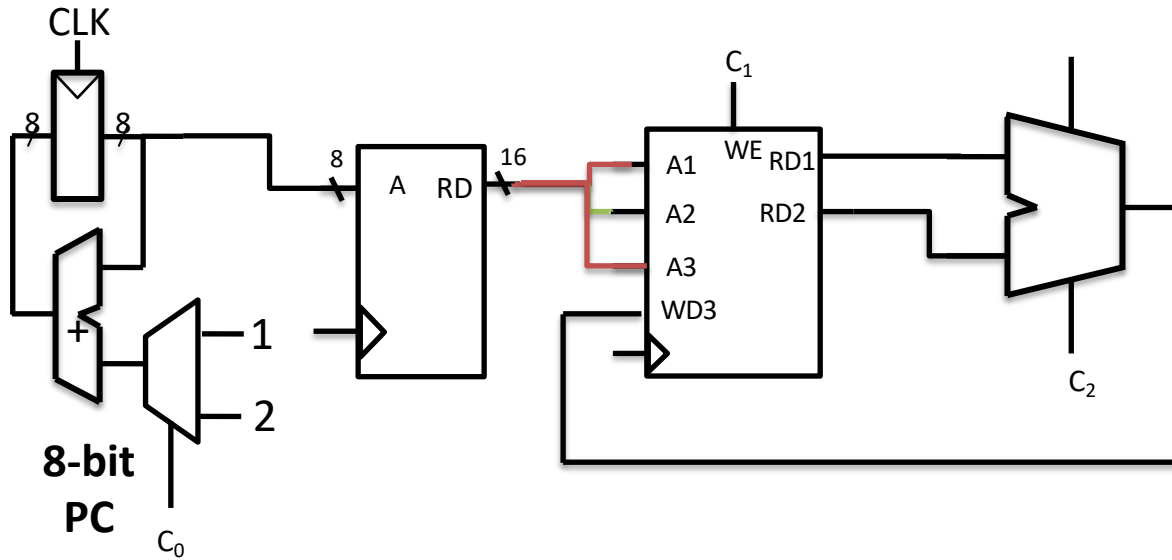 CLK
8
8
+
1
2
8-bit
PC
C₀
8
A
RD
16
C₁
WE
A1
A2
A3
WD3
RD1
RD2
C₂